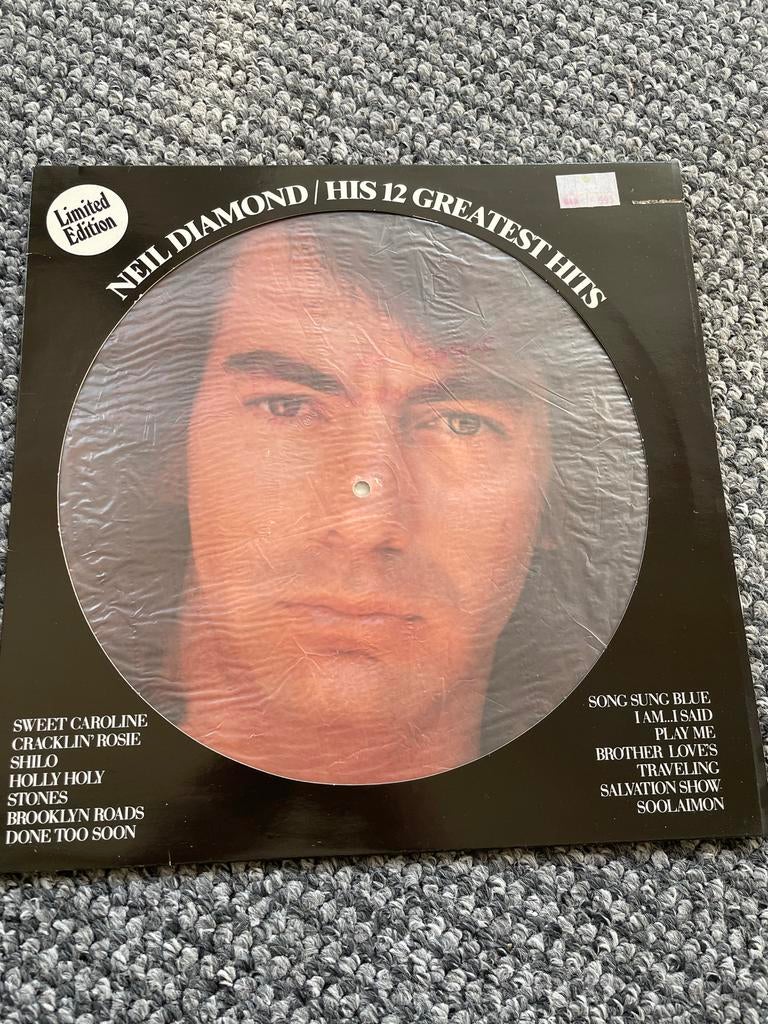 Limited
Edition
NEIL DIAMOND / HIS 12 GREATEST HITS
SWEET CAROLINE
CRACKLIN' ROSIE
SHILO
HOLLY HOLY
STONES
BROOKLYN ROADS
DONE TOO SOON
SONG SUNG BLUE
I AM..I SAID
PLAY ME
BROTHER LOVE'S
TRAVELING
SALVATION SHOW
SOOLAIMON